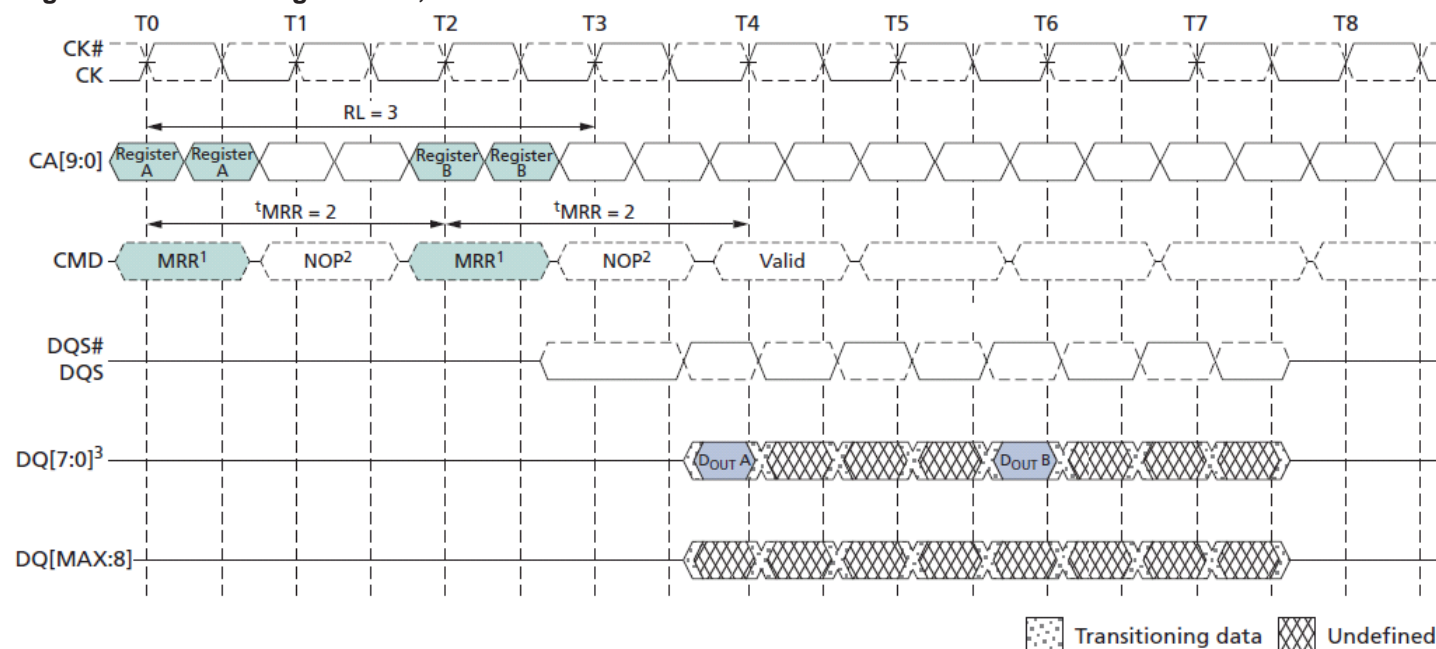 T0 T1 T2 T3 T4 T5 T6 T7 T8
CK#
CK
RL = 3
CA[9:0] Register A Register A Register B Register B
tMRR = 2 tMRR = 2
CMD MRR1 NOP2 MRR1 NOP2 Valid
DQS#
DQS
DQ[7:0]3 DOUT A DOUT B
DQ[MAX:8]
Transitioning data Undefined